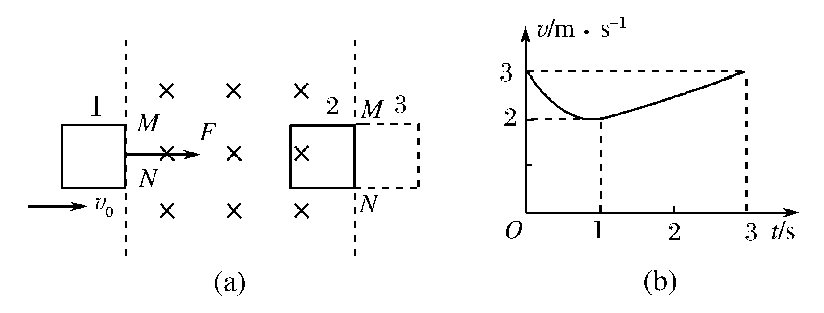 1 M F 2 M 3
N N
v₀
(a)
v/m · s⁻¹
3
2
O 1 2 3 t/s
(b)